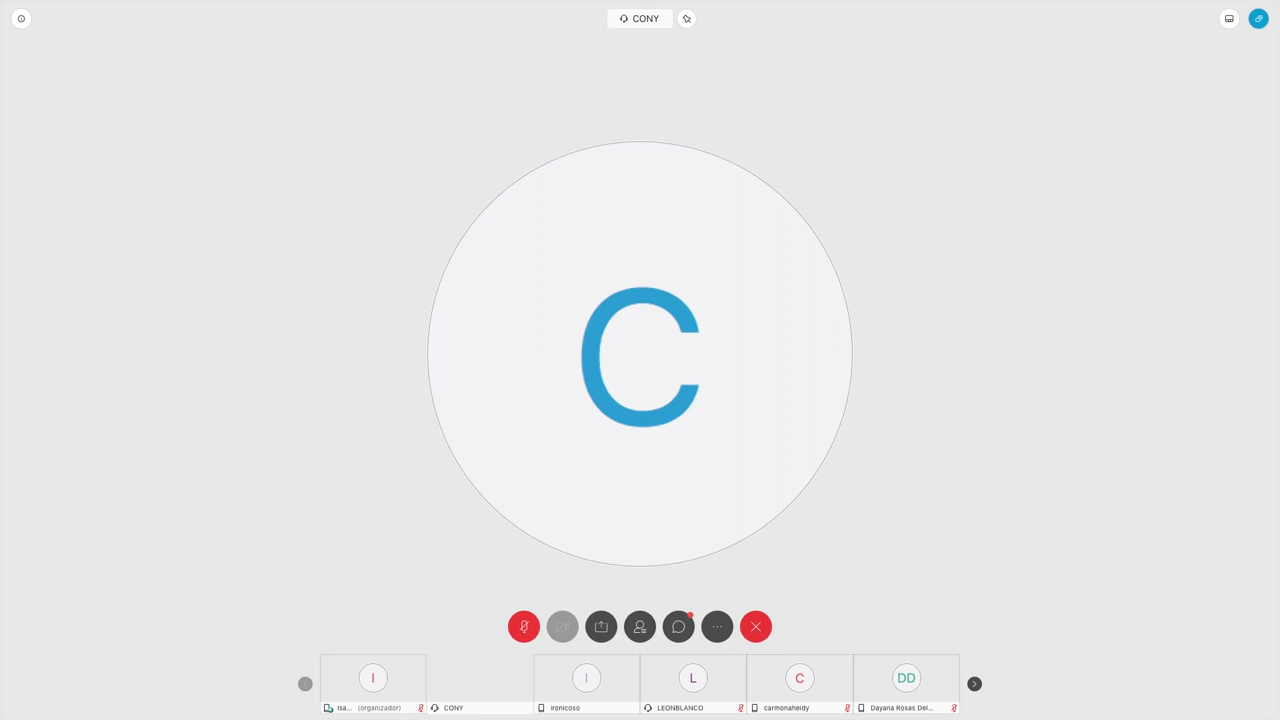 CONY
C
I
I
L
C
DD
Isa... (organizador)
CONY
ironicoso
LEONBLANCO
carmonaheidy
Dayana Rosas Del...